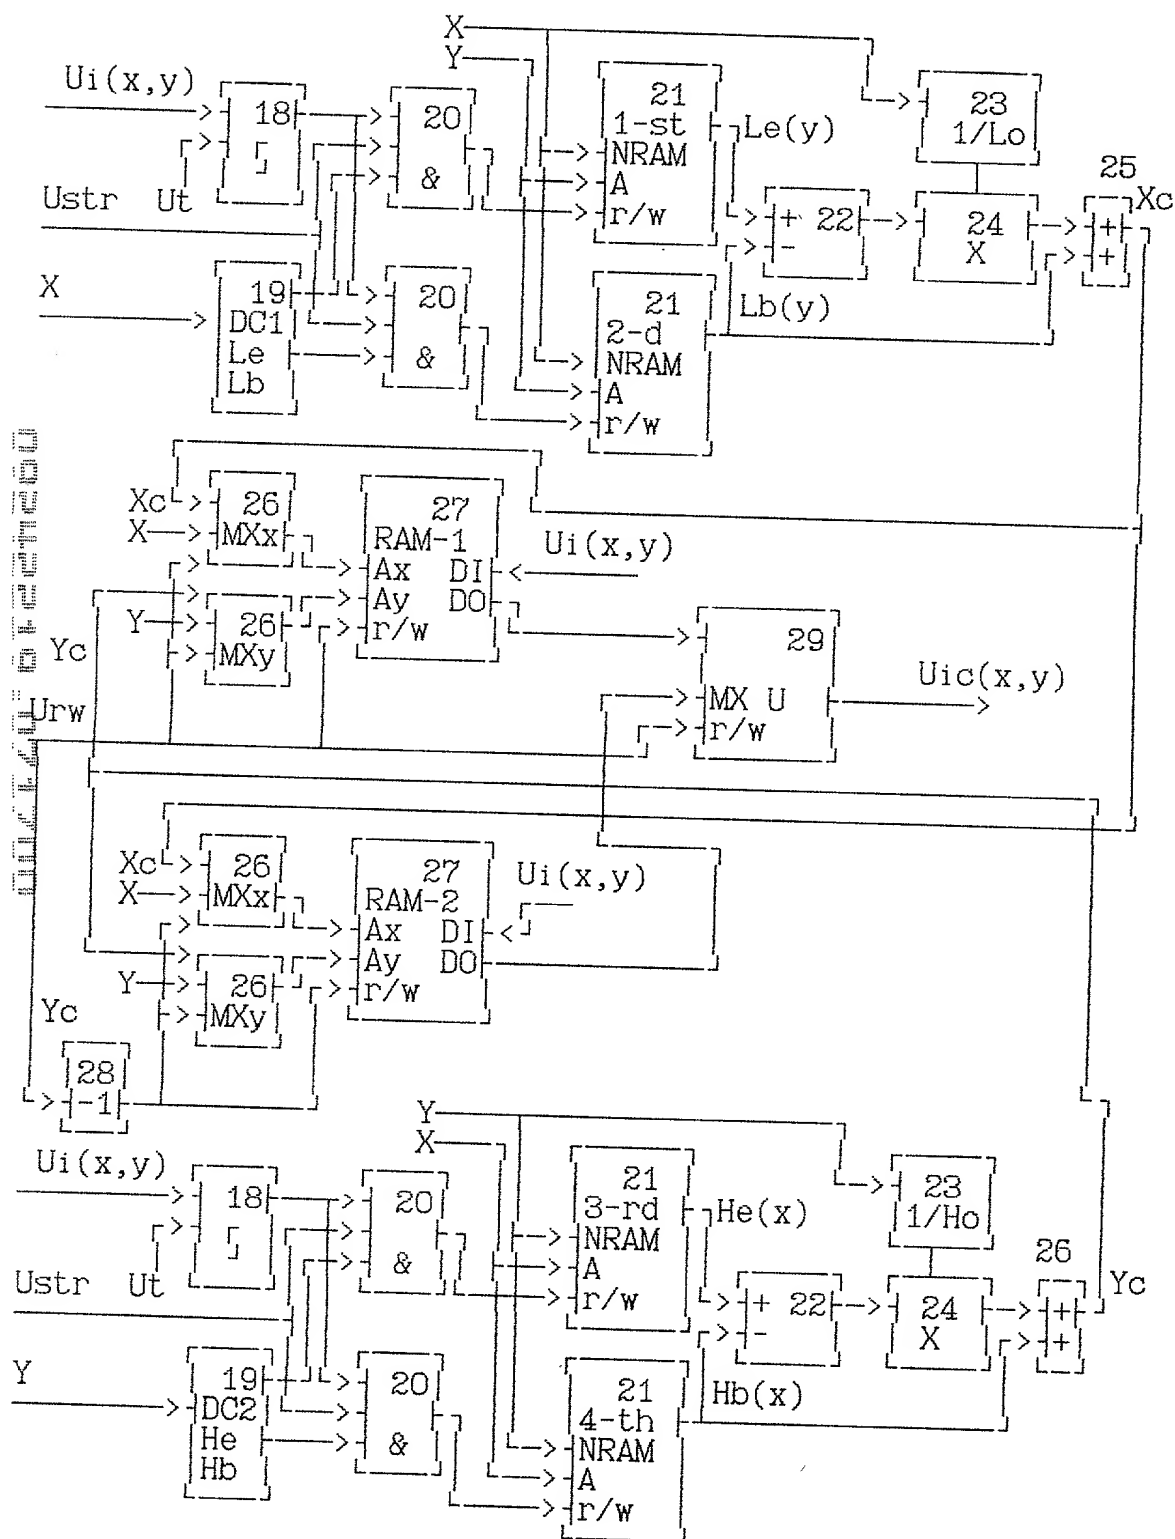 X
Y
Ui(x,y)
18
20
&
21
1-st
NRAM
A
r/w
Le(y)
23
1/Lo
25
Xc
Ustr
Ut
+ 22
-
24
X
+
+
X
19
DC1
Le
Lb
20
&
21
2-d
NRAM
A
r/w
Lb(y)
Xc
X
26
MXx
27
RAM-1
Ax DI
Ay DO
r/w
Ui(x,y)
Y
26
MXy
Yc
29
MX U
r/w
Uic(x,y)
Urw
Xc
X
26
MXx
27
RAM-2
Ax DI
Ay DO
r/w
Ui(x,y)
Y
26
MXy
Yc
28
-1
Y
X
Ui(x,y)
18
20
&
21
3-rd
NRAM
A
r/w
He(x)
23
1/Ho
26
Yc
Ustr
Ut
+ 22
-
24
X
+
+
Y
19
DC2
He
Hb
20
&
21
4-th
NRAM
A
r/w
Hb(x)